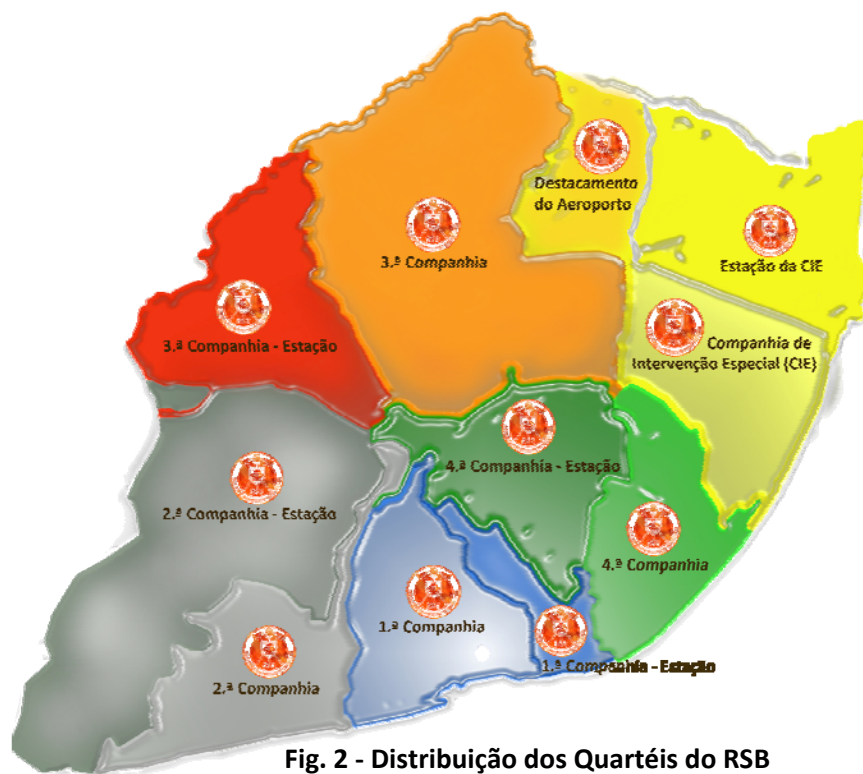 Destacamento
do Aeroporto
3.ª Companhia
Estação da CIE
3.ª Companhia - Estação
Companhia de
Intervenção Especial (CIE)
4.ª Companhia - Estação
2.ª Companhia - Estação
4.ª Companhia
1.ª Companhia
1.ª Companhia - Estação
2.ª Companhia
Fig. 2 - Distribuição dos Quartéis do RSB